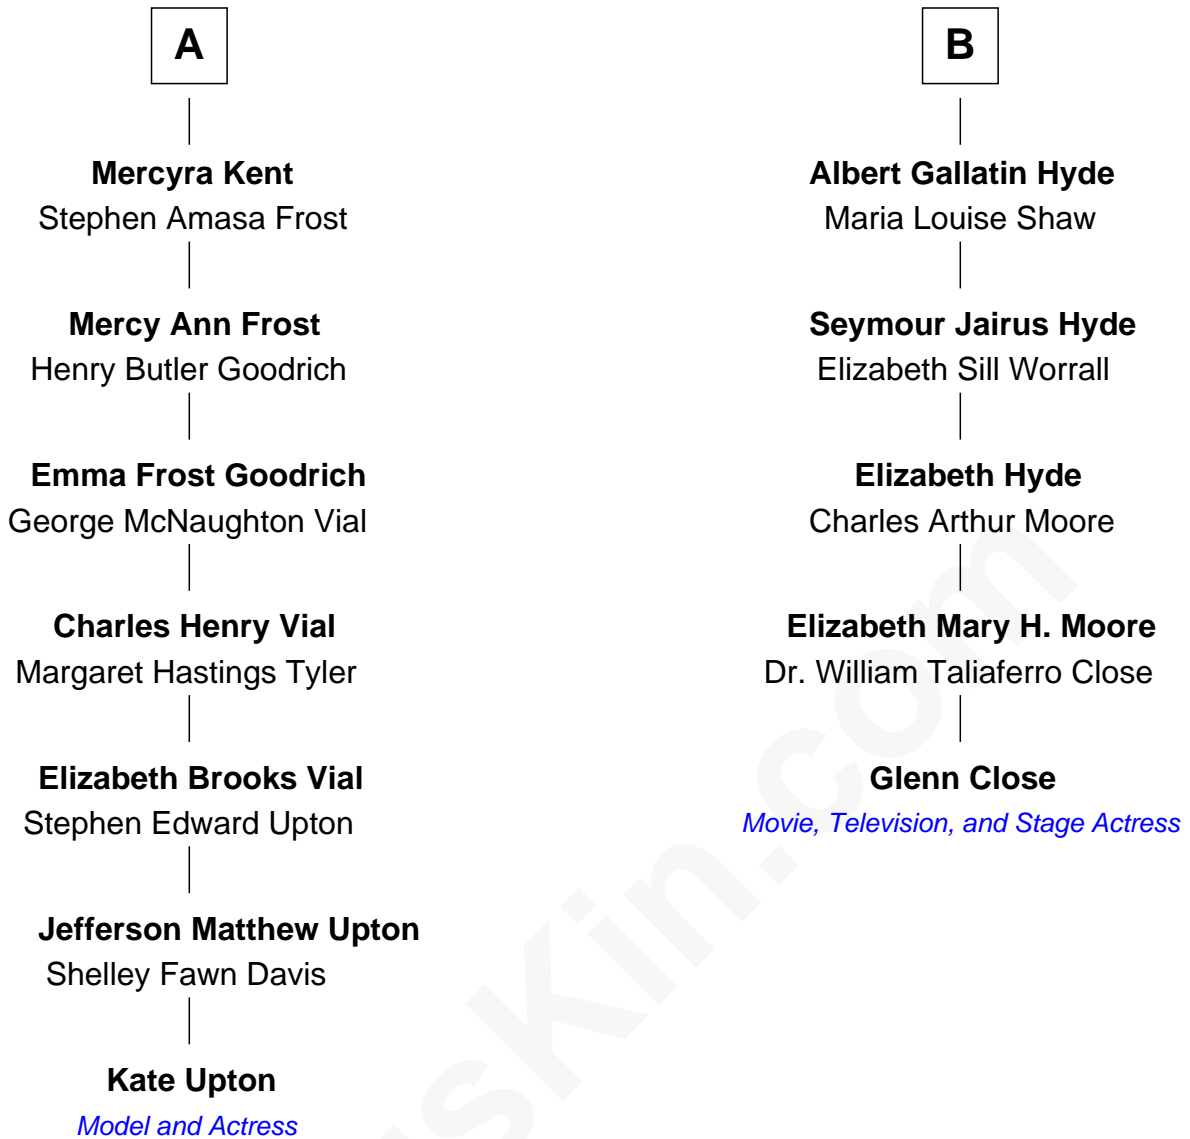 A
Mercyra Kent
Stephen Amasa Frost
Mercy Ann Frost
Henry Butler Goodrich
Emma Frost Goodrich
George McNaughton Vial
Charles Henry Vial
Margaret Hastings Tyler
Elizabeth Brooks Vial
Stephen Edward Upton
Jefferson Matthew Upton
Shelley Fawn Davis
Kate Upton
Model and Actress
B
Albert Gallatin Hyde
Maria Louise Shaw
Seymour Jairus Hyde
Elizabeth Sill Worrall
Elizabeth Hyde
Charles Arthur Moore
Elizabeth Mary H. Moore
Dr. William Taliaferro Close
Glenn Close
Movie, Television, and Stage Actress
sKin.com